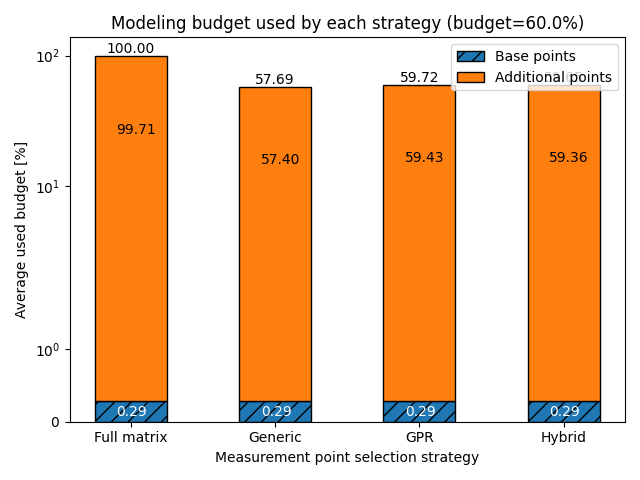 Modeling budget used by each strategy (budget=60.0%)
Base points
Additional points
100.00
57.69
59.72
99.71
57.40
59.43
59.36
0.29
0.29
0.29
0.29
10²
10¹
10⁰
0
Average used budget [%]
Full matrix
Generic
GPR
Hybrid
Measurement point selection strategy